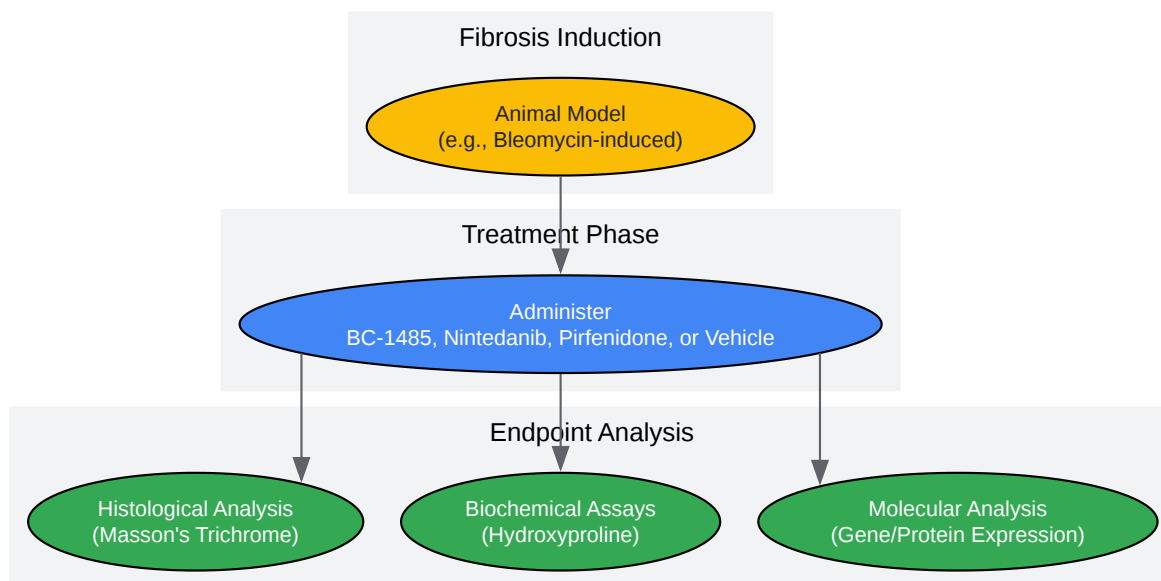 Fibrosis Induction
Animal Model
(e.g., Bleomycin-induced)
Treatment Phase
Administer
BC-1485, Nintedanib, Pirfenidone, or Vehicle
Endpoint Analysis
Histological Analysis
(Masson's Trichrome)
Biochemical Assays
(Hydroxyproline)
Molecular Analysis
(Gene/Protein Expression)